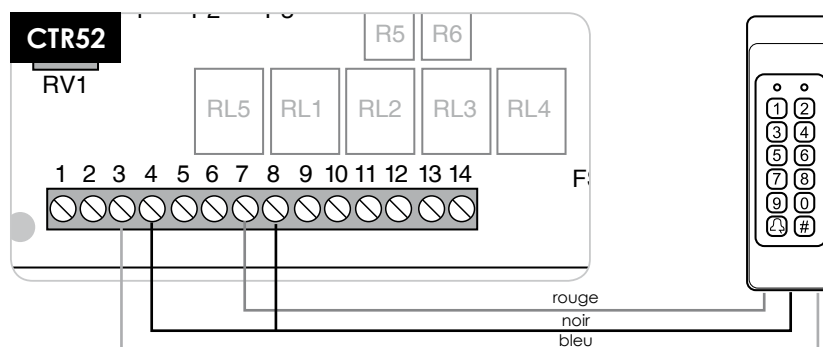 CTR52
RV1
R5 R6
RL5 RL1 RL2 RL3 RL4
1 2 3 4 5 6 7 8 9 10 11 12 13 14
1 2
3 4
5 6
7 8
9 0
#
rouge
noir
bleu